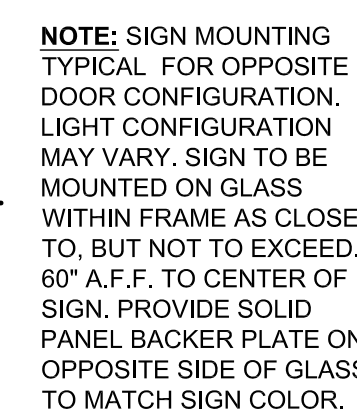 NOTE: SIGN MOUNTING
TYPICAL FOR OPPOSITE
DOOR CONFIGURATION.
LIGHT CONFIGURATION
MAY VARY. SIGN TO BE
MOUNTED ON GLASS
WITHIN FRAME AS CLOSE
TO, BUT NOT TO EXCEED.
60" A.F.F. TO CENTER OF
SIGN. PROVIDE SOLID
PANEL BACKER PLATE ON
OPPOSITE SIDE OF GLASS
TO MATCH SIGN COLOR.